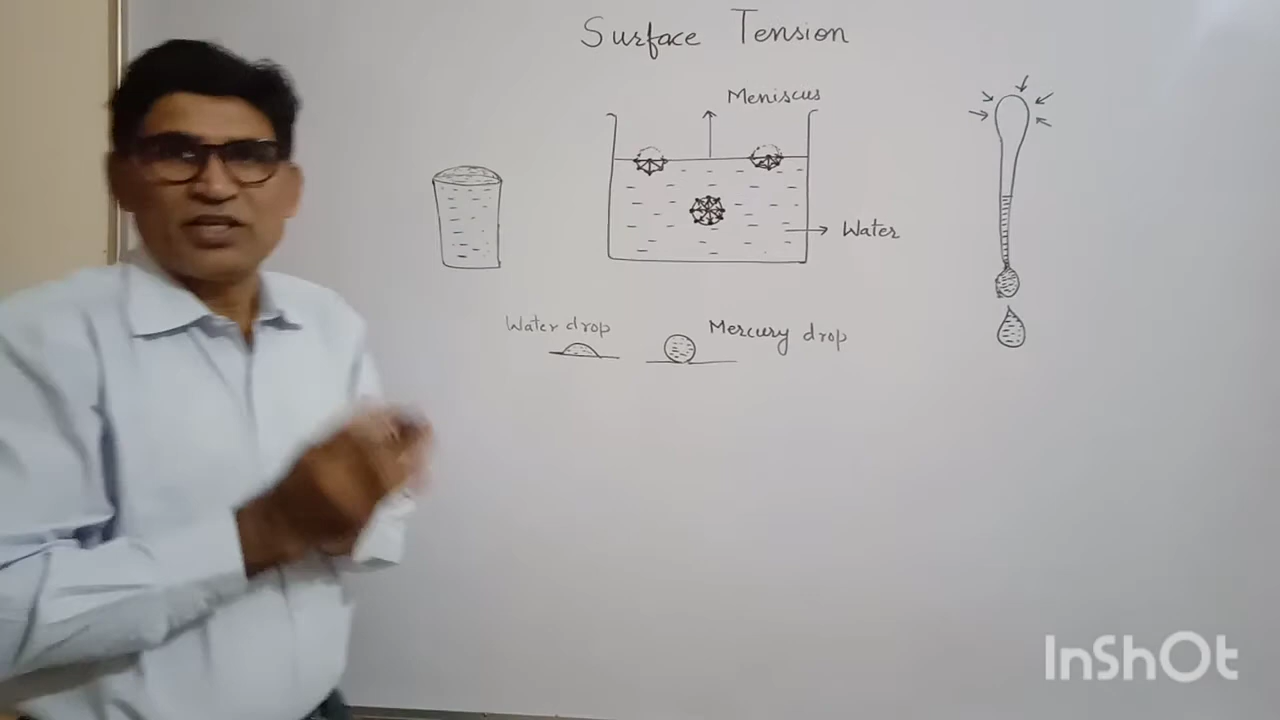 Surface Tension
Meniscus
Water
Water drop
Mercury drop
InShOt